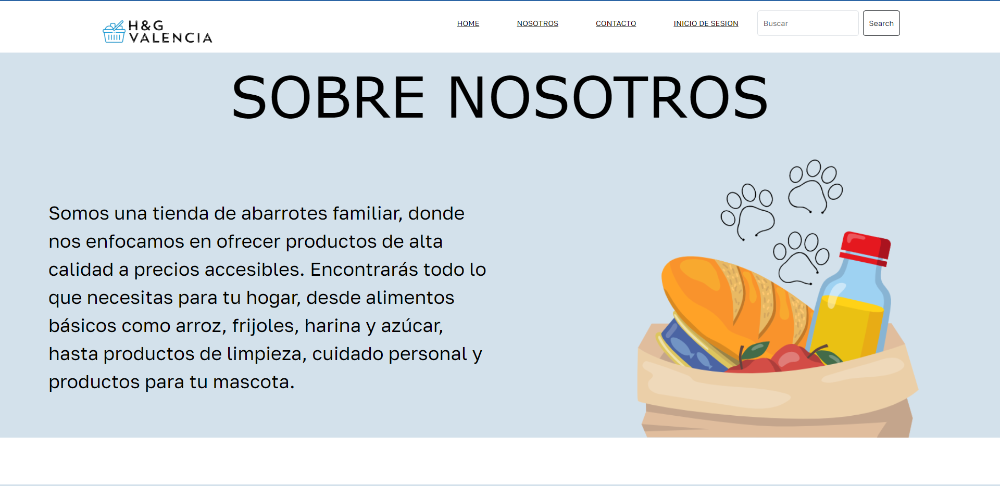 H&G
VALENCIA
HOME
NOSOTROS
CONTACTO
INICIO DE SESION
Buscar
Search
SOBRE NOSOTROS
Somos una tienda de abarrotes familiar, donde
nos enfocamos en ofrecer productos de alta
calidad a precios accesibles. Encontrarás todo lo
que necesitas para tu hogar, desde alimentos
básicos como arroz, frijoles, harina y azúcar,
hasta productos de limpieza, cuidado personal y
productos para tu mascota.